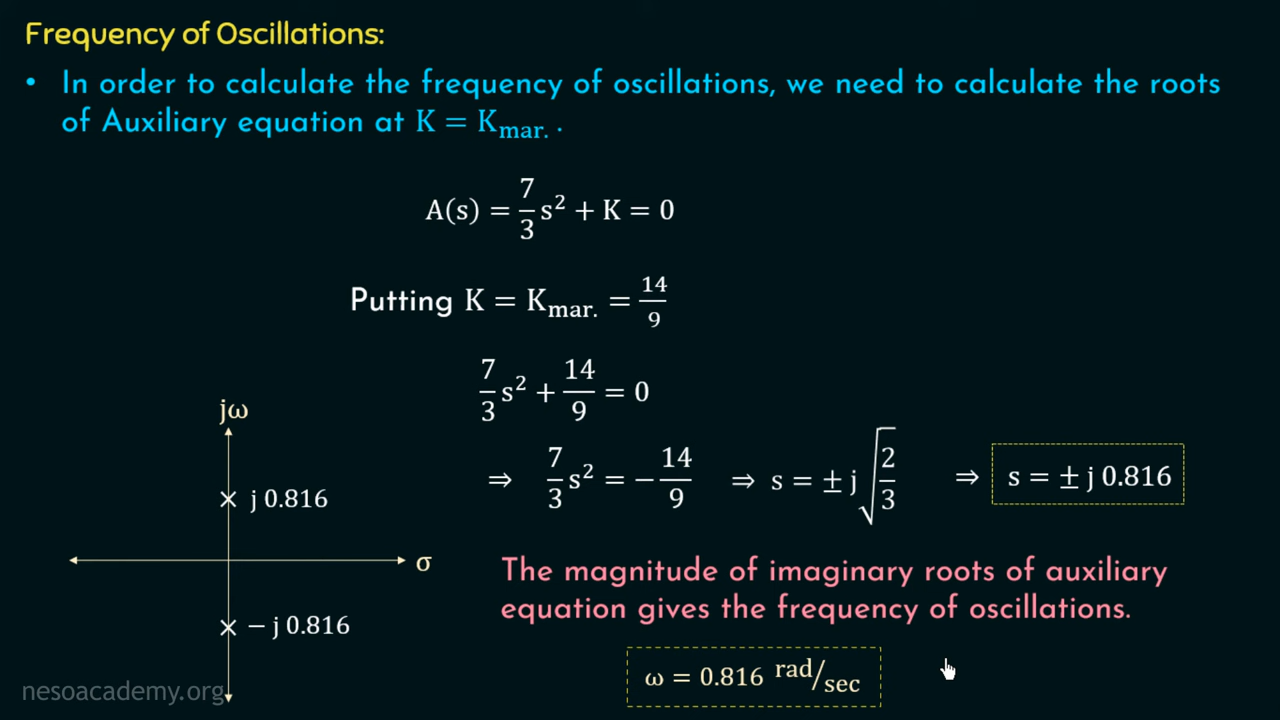 Frequency of Oscillations:
• In order to calculate the frequency of oscillations, we need to calculate the roots
of Auxiliary equation at K = Kmar. .
A(s) = 7/3 s² + K = 0
Putting K = Kmar. = 14/9
7/3 s² + 14/9 = 0
⇒ 7/3 s² = − 14/9 ⇒ s = ± j √(2/3) ⇒ s = ± j 0.816
jω
j 0.816
σ
− j 0.816
The magnitude of imaginary roots of auxiliary
equation gives the frequency of oscillations.
ω = 0.816 rad/sec
nesoacademy.org